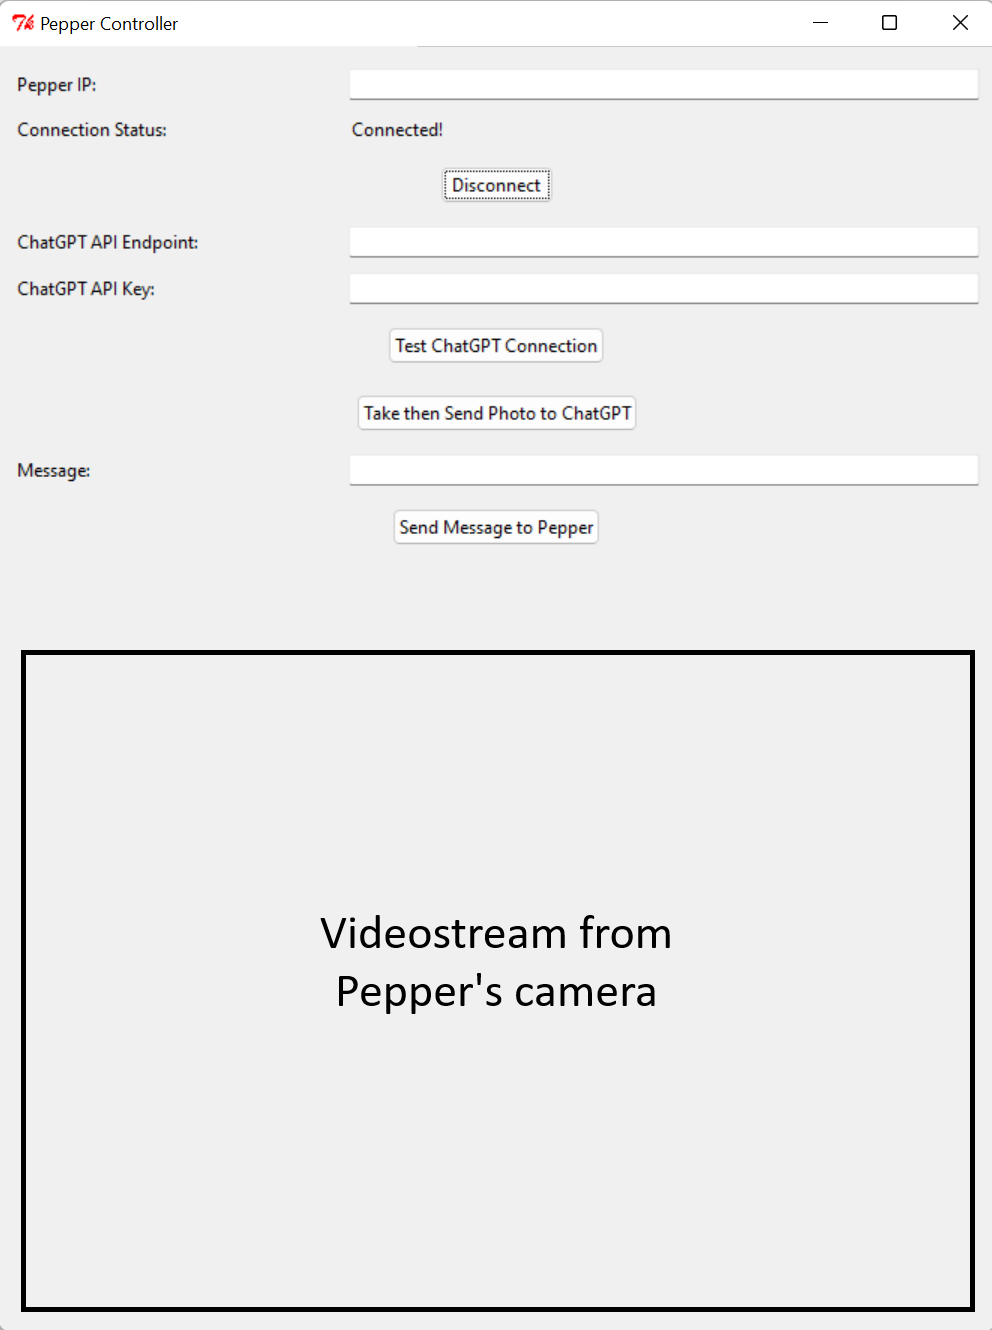 Pepper Controller
Pepper IP:
Connection Status: Connected!
Disconnect
ChatGPT API Endpoint:
ChatGPT API Key:
Test ChatGPT Connection
Take then Send Photo to ChatGPT
Message:
Send Message to Pepper
Videostream from
Pepper's camera